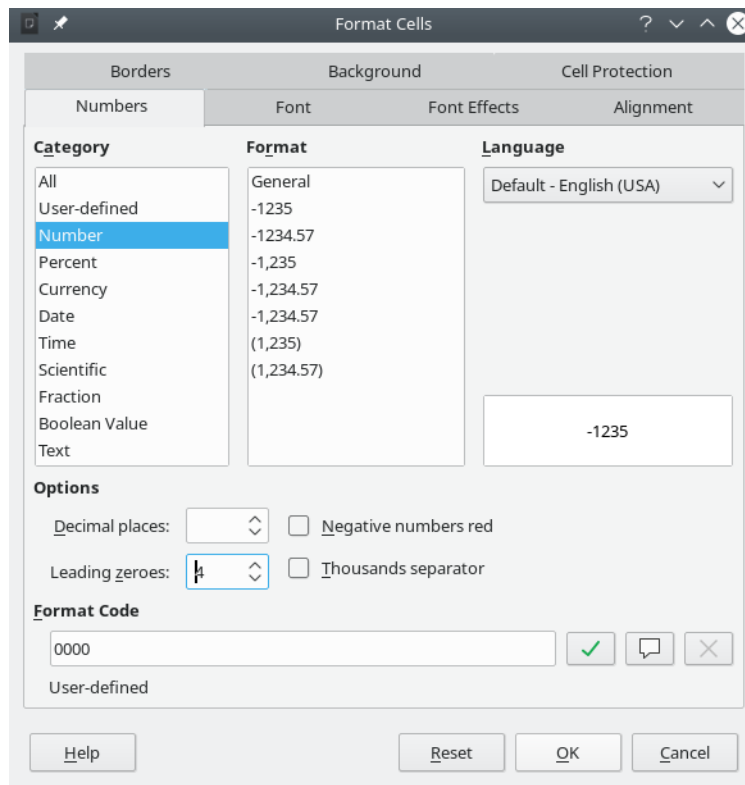 Format Cells
Borders Background Cell Protection
Numbers Font Font Effects Alignment
Category
All
User-defined
Number
Percent
Currency
Date
Time
Scientific
Fraction
Boolean Value
Text
Format
General
-1235
-1234.57
-1,235
-1,234.57
-1,234.57
(1,235)
(1,234.57)
Language
Default - English (USA)
-1235
Options
Decimal places:
Negative numbers red
Leading zeroes: 4
Thousands separator
Format Code
0000
User-defined
Help Reset OK Cancel